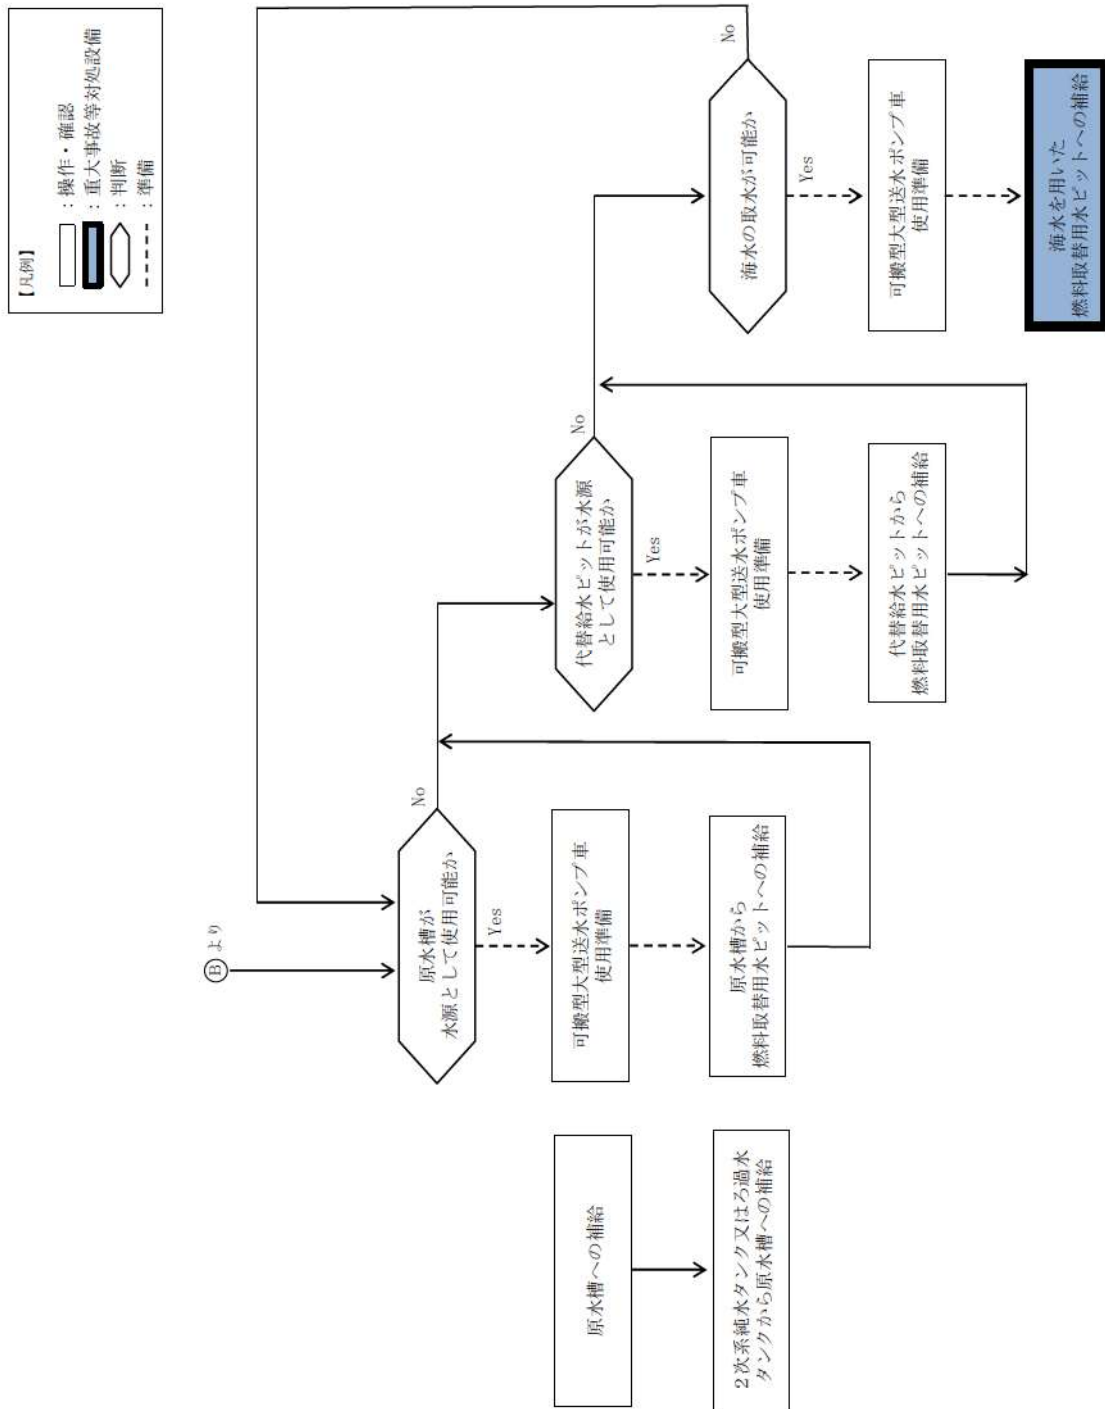 【凡例】
：操作・確認
：重大事故等対処設備
：判断
：準備
Ⓑより
原水槽への補給
2次系純水タンク又はろ過水
タンクから原水槽への補給
原水槽が
水源として使用可能か
No
Yes
可搬型大型送水ポンプ車
使用準備
原水槽から
燃料取替用水ピットへの補給
代替給水ピットが水源
として使用可能か
No
Yes
可搬型大型送水ポンプ車
使用準備
代替給水ピットから
燃料取替用水ピットへの補給
海水の取水が可能か
No
Yes
可搬型大型送水ポンプ車
使用準備
海水を用いた
燃料取替用水ピットへの補給